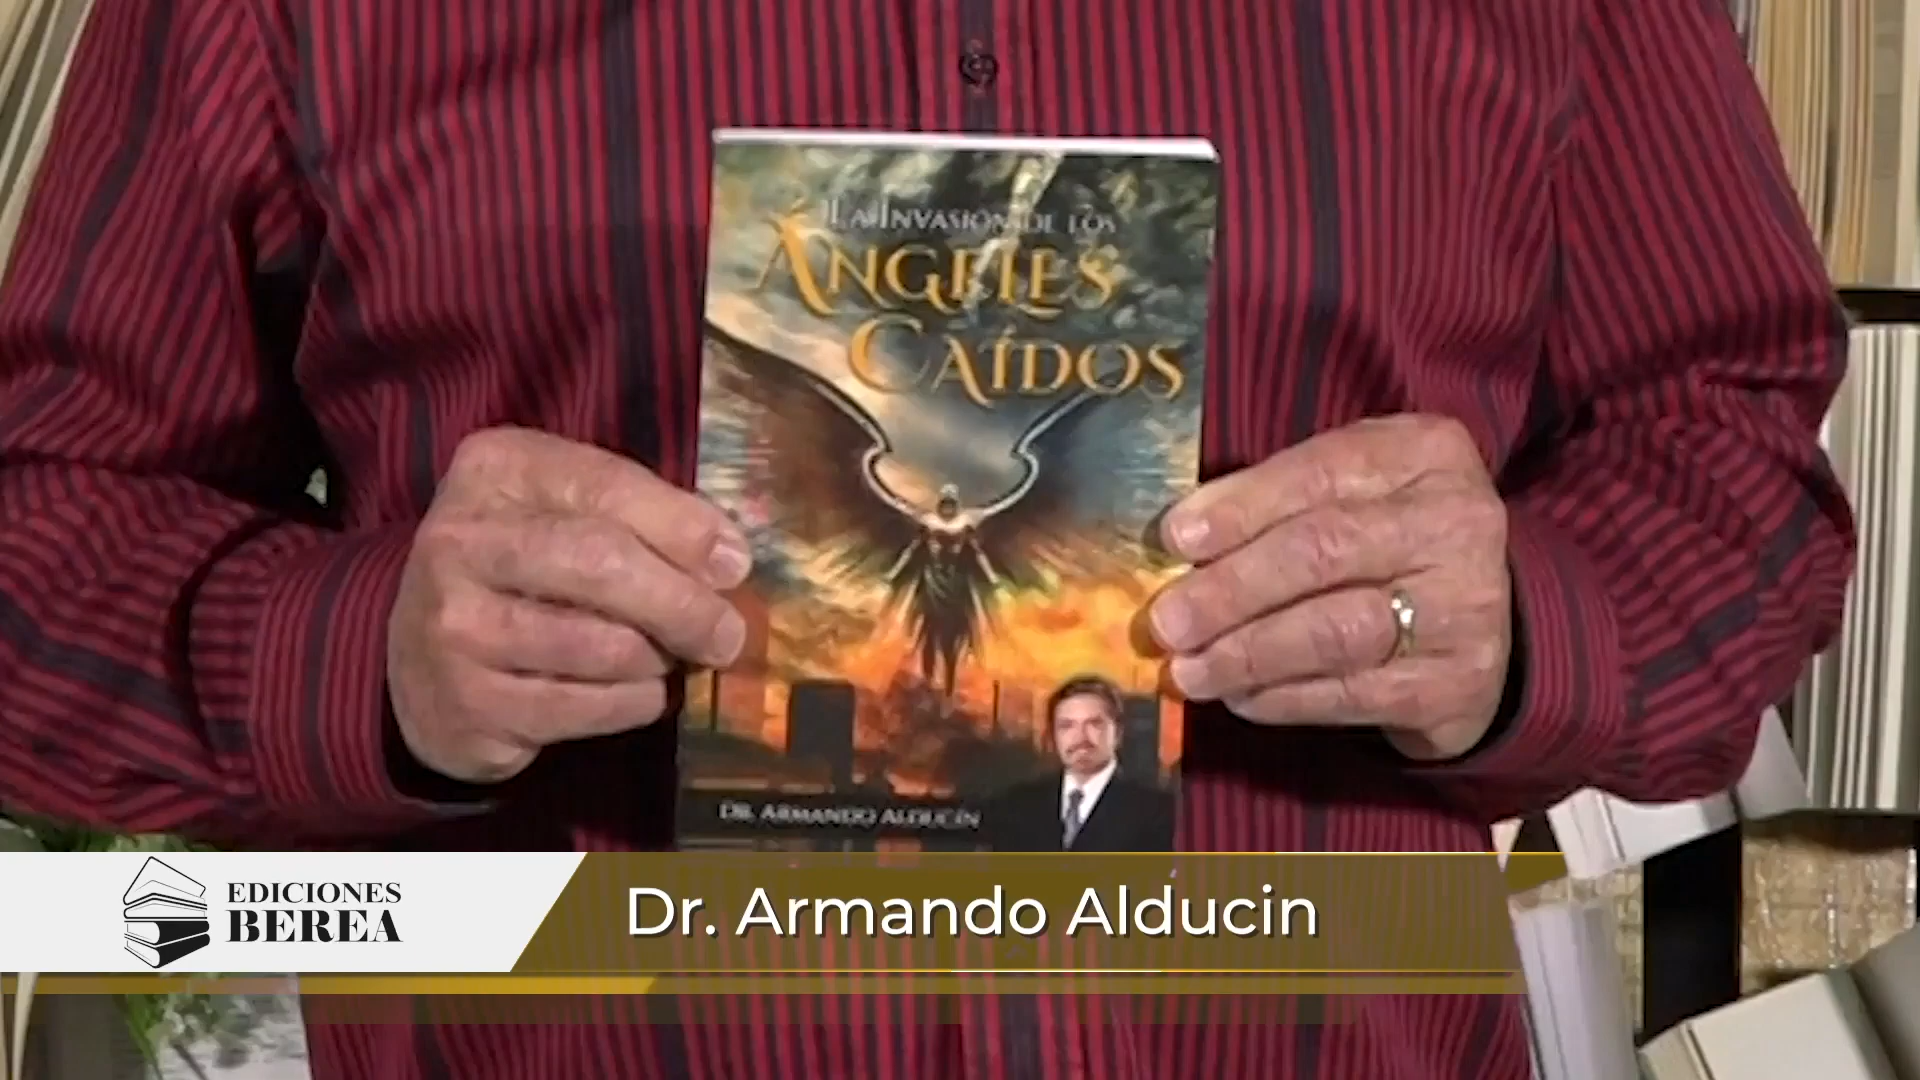 La Invasión de los
Ángeles
Caídos
Dr. Armando Alducin
EDICIONES
BEREA
Dr. Armando Alducin